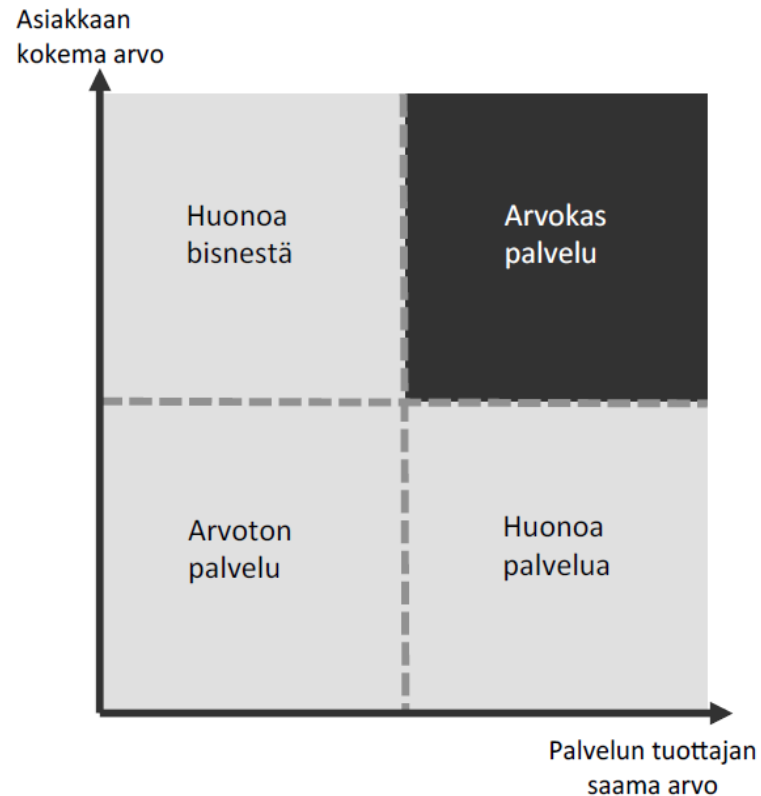 Asiakkaan
kokema arvo
Huonoa
bisnestä
Arvokas
palvelu
Arvoton
palvelu
Huonoa
palvelua
Palvelun tuottajan
saama arvo